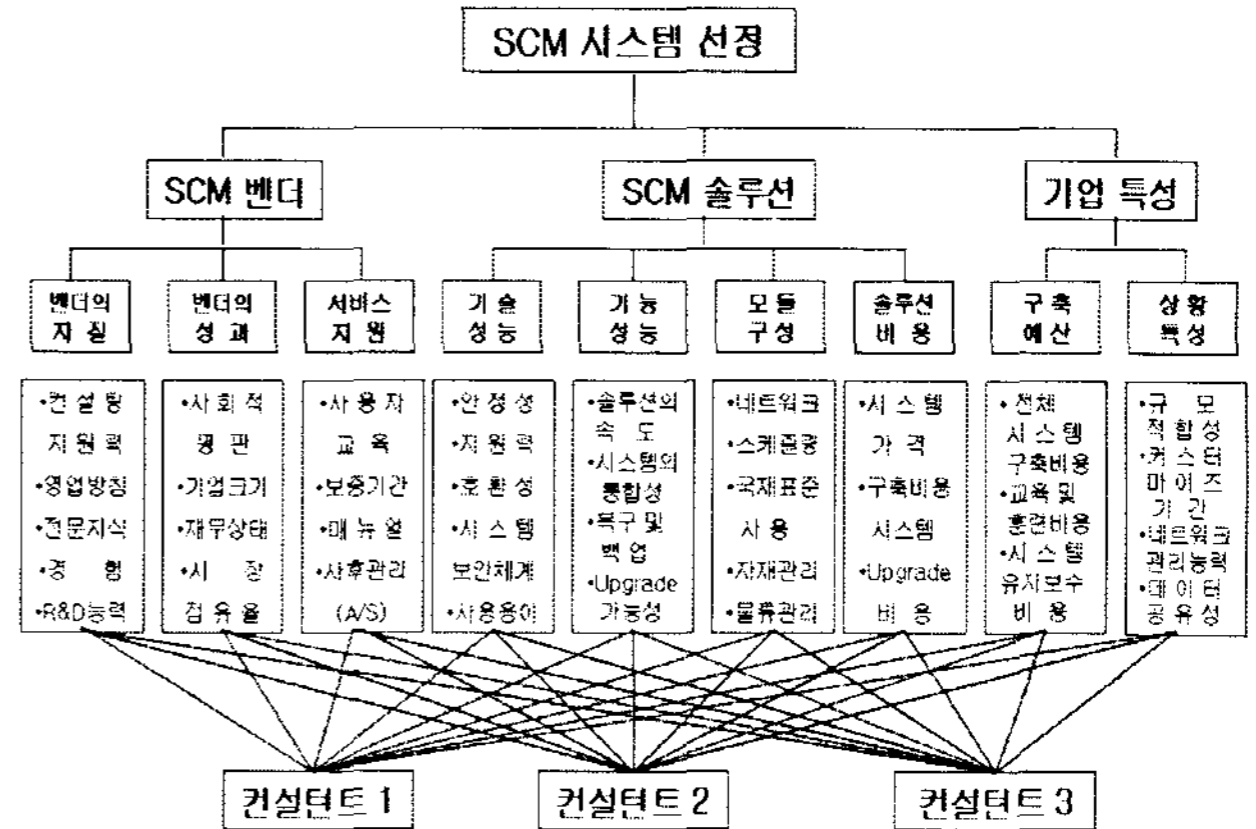 SCM 시스템 선정
SCM 벤더
SCM 솔루션
기업 특성
벤더의
자 질
벤더의
성 과
서비스
지 원
기 술
성 능
기 능
성 능
모 듈
구 성
솔루션
비 용
구 축
예 산
상 황
특 성
•컨 설 팅
지 원 력
•영업방침
•전문지식
•경 험
•R&D능력
•사 회 적
평 판
•기업크기
•재무상태
•시 장
점 유 율
•사 용 자
교 육
•보증기간
•매 뉴 얼
•사후관리
(A/S)
•안 정 성
•지 원 력
•호 환 성
•시 스 템
보안체계
•사용용이
•솔루션의
속 도
•시스템의
통합성
•복구 및
백 업
•Upgrade
가능성
•네트워크
•스케줄링
•국제표준
사 용
•자재관리
•물류관리
•시 스 템
가 격
•구축비용
시스템
•Upgrade
비 용
• 전체
시 스 템
구축비용
•교육 및
훈련비용
•시 스 템
유지보수
비 용
•규 모
적합성
•커 스 터
마 이 즈
기 간
•네트워크
관리능력
•데 이 터
공 유 성
컨설턴트 1
컨설턴트 2
컨설턴트 3